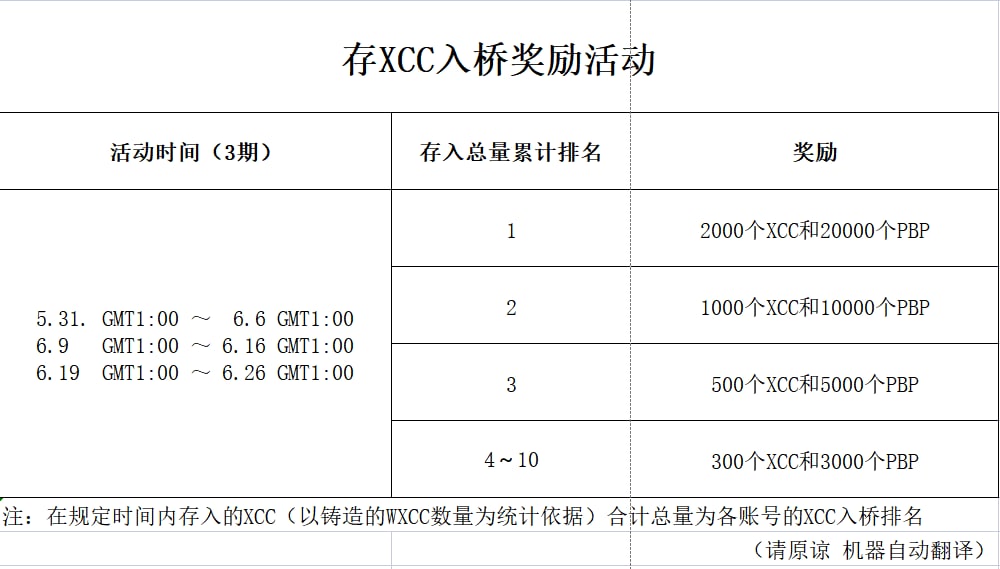 存XCC入桥奖励活动
活动时间（3期）
存入总量累计排名
奖励
5.31. GMT1:00 ～ 6.6 GMT1:00
6.9 GMT1:00 ～ 6.16 GMT1:00
6.19 GMT1:00 ～ 6.26 GMT1:00
1
2000个XCC和20000个PBP
2
1000个XCC和10000个PBP
3
500个XCC和5000个PBP
4～10
300个XCC和3000个PBP
注：在规定时间内存入的XCC（以铸造的WXCC数量为统计依据）合计总量为各账号的XCC入桥排名
（请原谅 机器自动翻译）